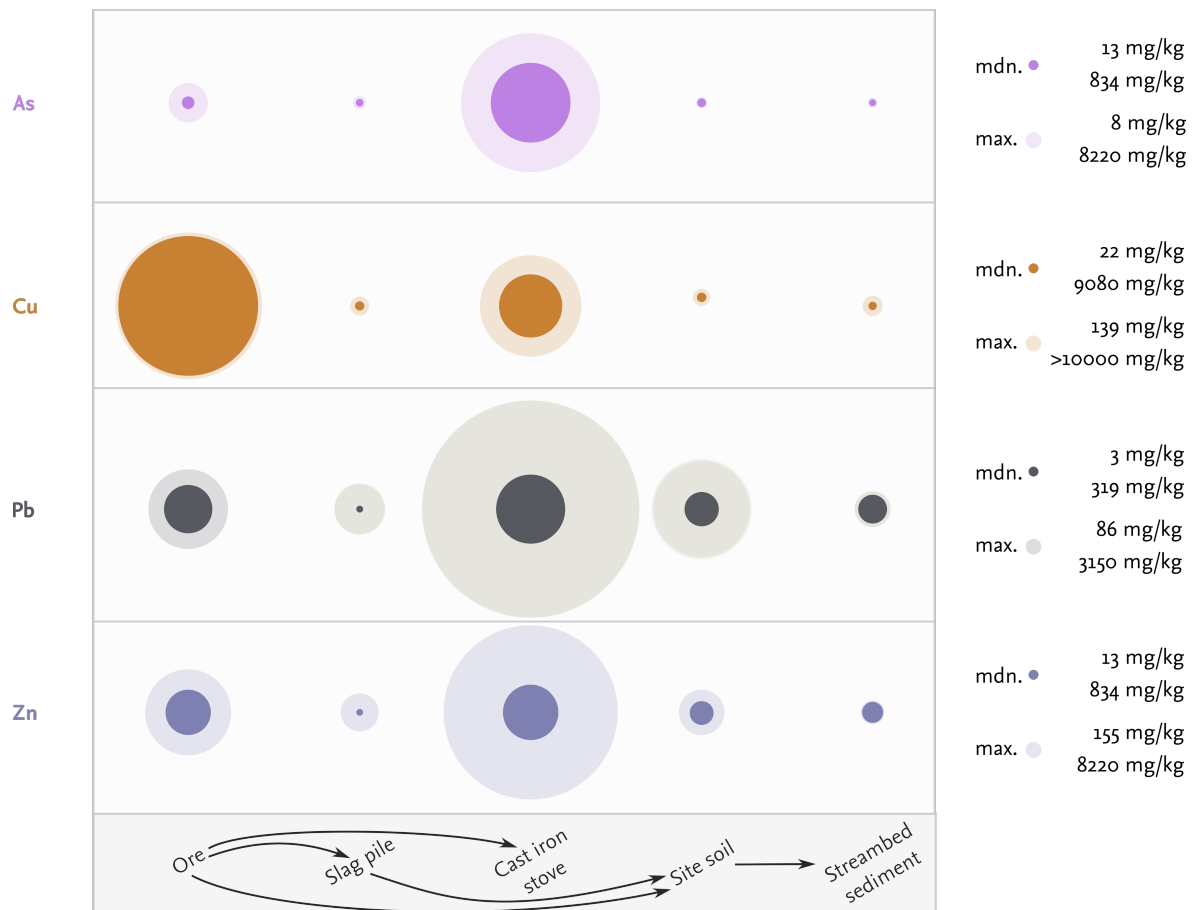 As
mdn.
13 mg/kg
834 mg/kg
max.
8 mg/kg
8220 mg/kg
Cu
mdn.
22 mg/kg
9080 mg/kg
max.
139 mg/kg
>10000 mg/kg
Pb
mdn.
3 mg/kg
319 mg/kg
max.
86 mg/kg
3150 mg/kg
Zn
mdn.
13 mg/kg
834 mg/kg
max.
155 mg/kg
8220 mg/kg
Ore
Slag pile
Cast iron
stove
Site soil
Streambed
sediment